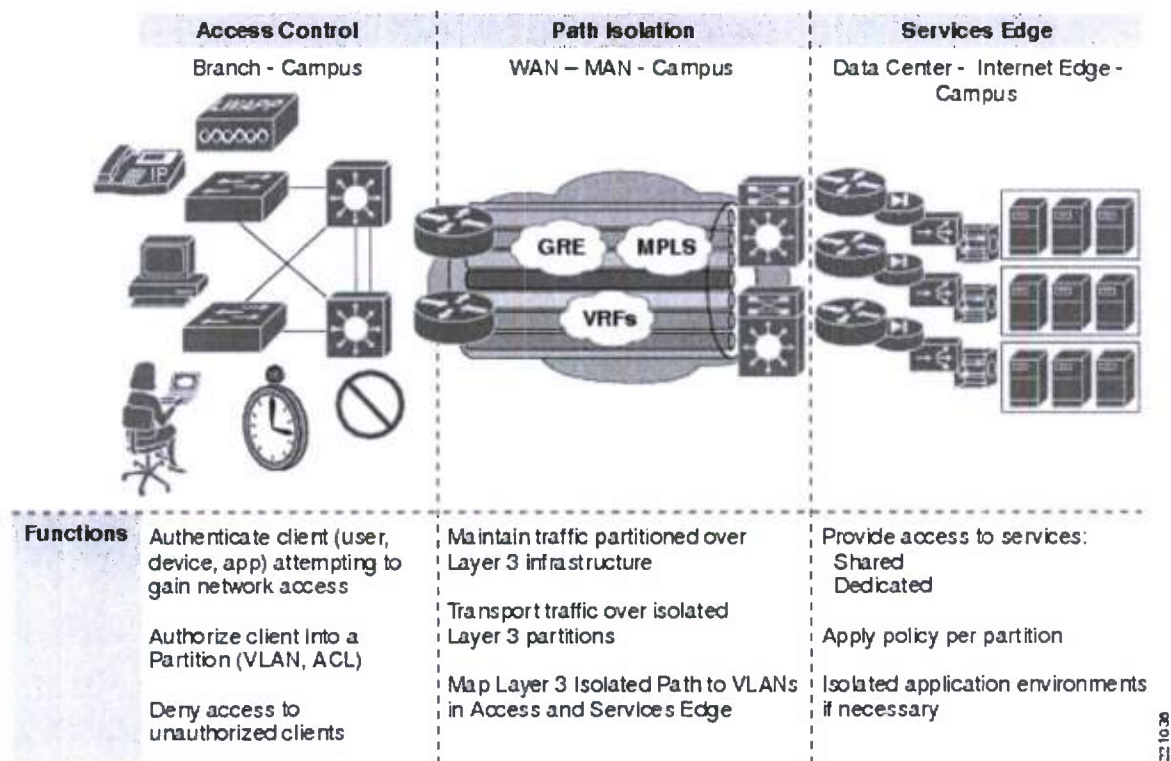 Access Control
Path Isolation
Services Edge
Branch - Campus
WAN – MAN - Campus
Data Center - Internet Edge -
Campus
LWAPP
IP
GRE
MPLS
VRFs
Functions
Authenticate client (user,
device, app) attempting to
gain network access
Authorize client into a
Partition (VLAN, ACL)
Deny access to
unauthorized clients
Maintain traffic partitioned over
Layer 3 infrastructure
Transport traffic over isolated
Layer 3 partitions
Map Layer 3 Isolated Path to VLANs
in Access and Services Edge
Provide access to services:
Shared
Dedicated
Apply policy per partition
Isolated application environments
if necessary